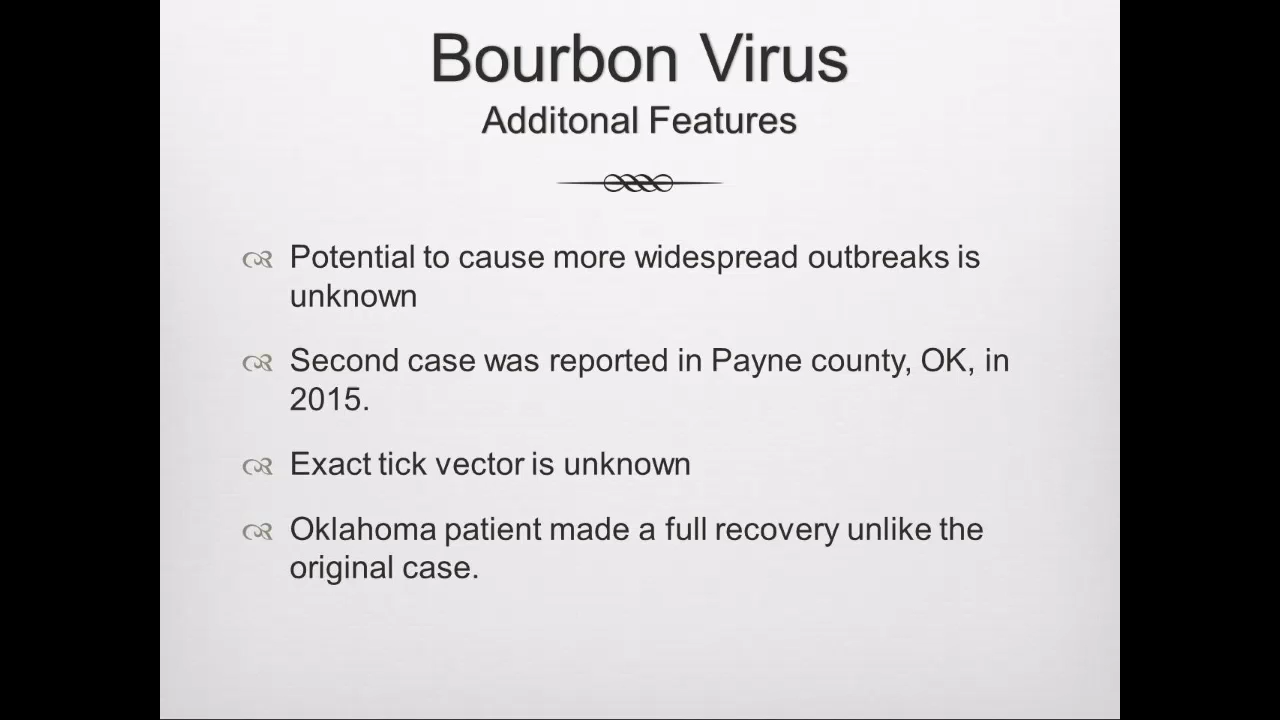 Bourbon Virus
Additonal Features
Potential to cause more widespread outbreaks is
unknown
Second case was reported in Payne county, OK, in
2015.
Exact tick vector is unknown
Oklahoma patient made a full recovery unlike the
original case.